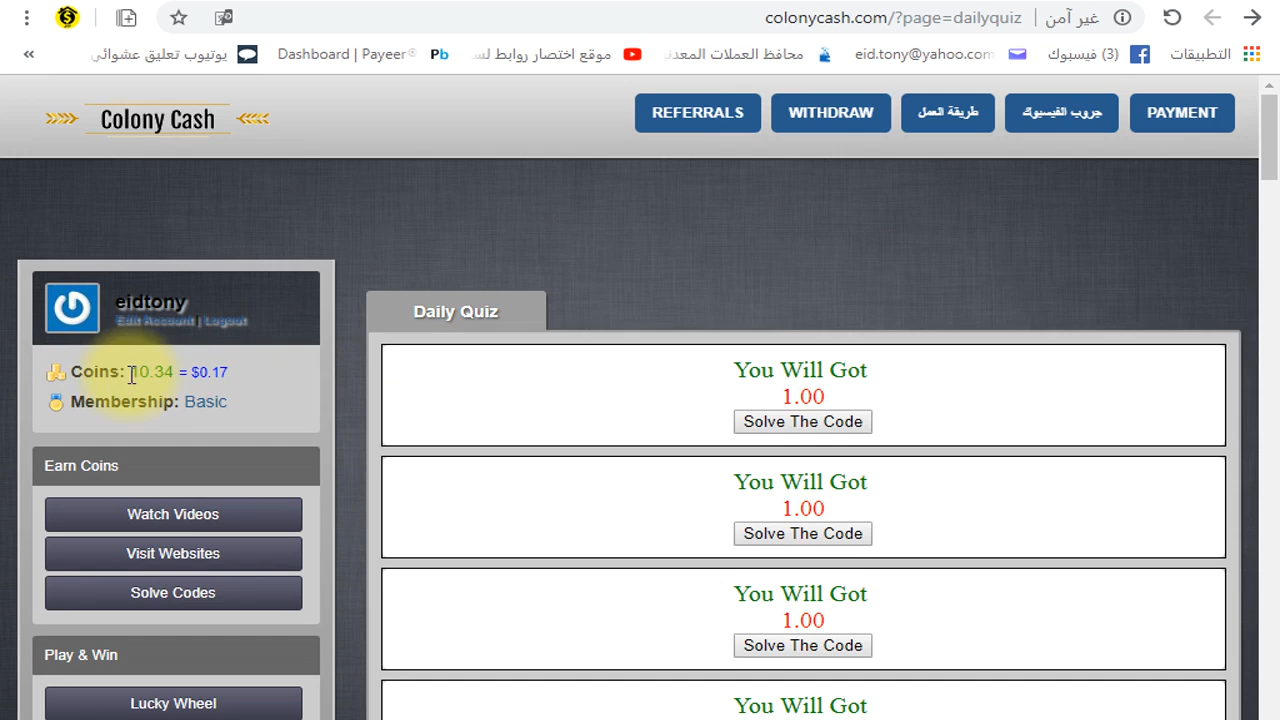 colonycash.com/?page=dailyquiz غير آمن
التطبيقات
(3) فيسبوك
eid.tony@yahoo.com
محافظ العملات المعدن
موقع اختصار روابط لسـ
Pb Dashboard | Payeer®
يوتيوب تعليق عشوائي
»
Colony Cash
REFERRALS WITHDRAW طريقة العمل جروب الفيسبوك PAYMENT
eidtony
Edit Account | Logout
Coins: 10.34 = $0.17
Membership: Basic
Earn Coins
Watch Videos
Visit Websites
Solve Codes
Play & Win
Lucky Wheel
Daily Quiz
You Will Got
1.00
Solve The Code
You Will Got
1.00
Solve The Code
You Will Got
1.00
Solve The Code
You Will Got